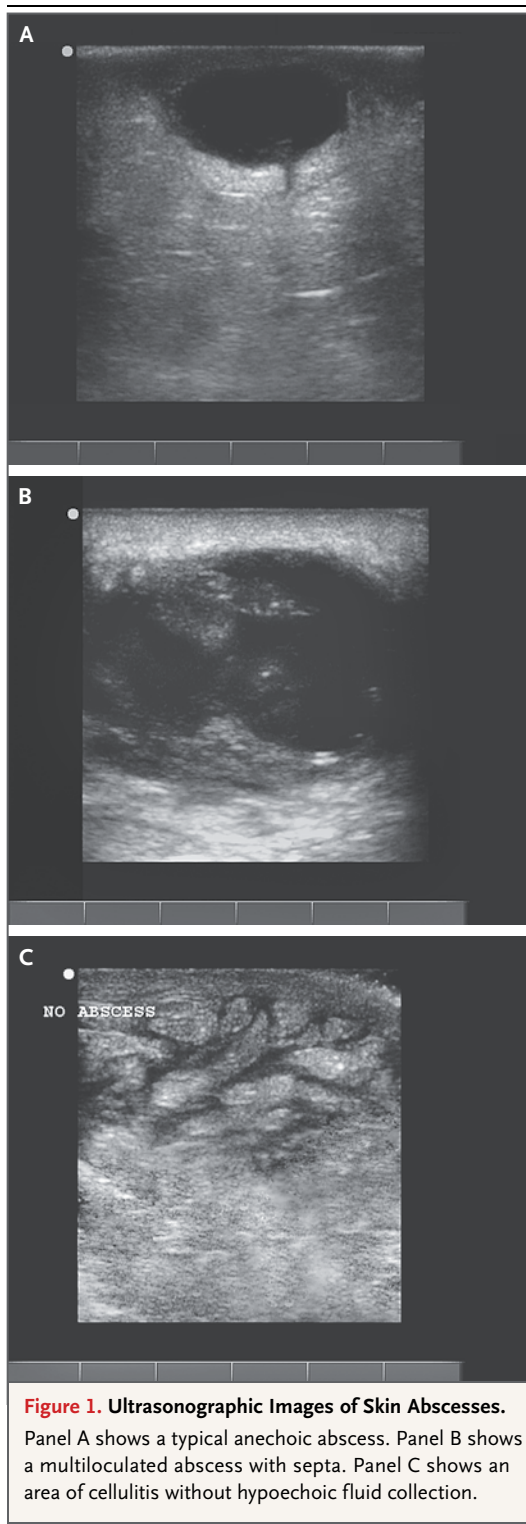 A
B
C
NO ABSCESS
Figure 1. Ultrasonographic Images of Skin Abscesses.
Panel A shows a typical anechoic abscess. Panel B shows
a multiloculated abscess with septa. Panel C shows an
area of cellulitis without hypoechoic fluid collection.